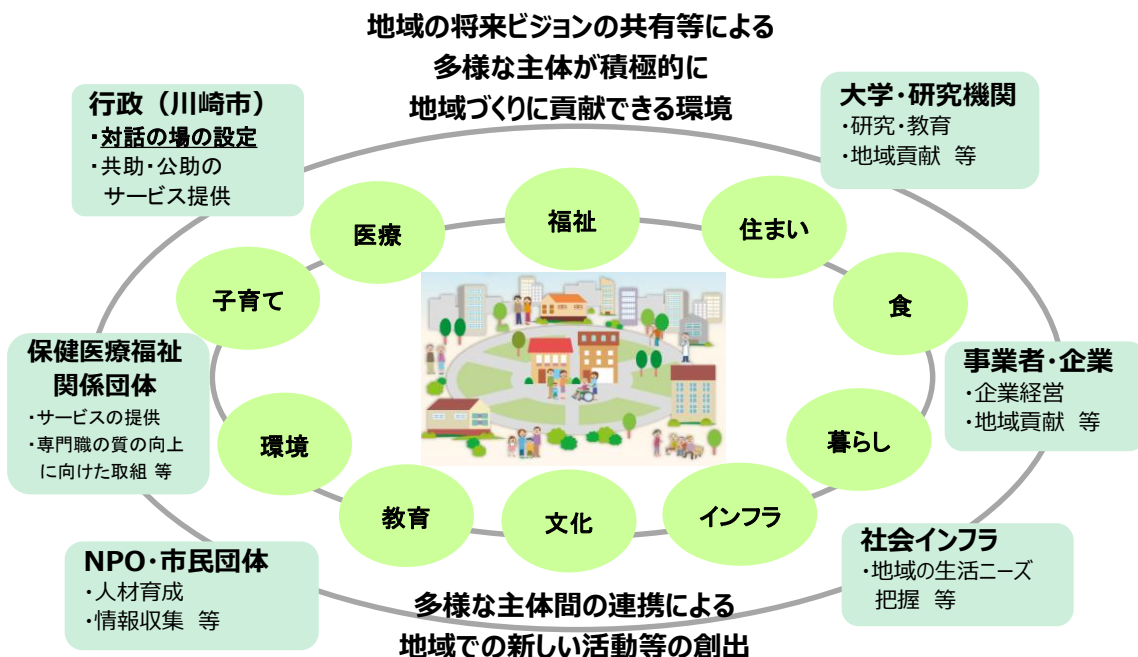 地域の将来ビジョンの共有等による
多様な主体が積極的に
地域づくりに貢献できる環境
行政（川崎市）
・対話の場の設定
・共助・公助の
サービス提供
大学・研究機関
・研究・教育
・地域貢献 等
医療
福祉
住まい
子育て
食
保健医療福祉
関係団体
・サービスの提供
・専門職の質の向上
に向けた取組 等
事業者・企業
・企業経営
・地域貢献 等
環境
暮らし
教育
文化
インフラ
NPO・市民団体
・人材育成
・情報収集 等
社会インフラ
・地域の生活ニーズ
把握 等
多様な主体間の連携による
地域での新しい活動等の創出